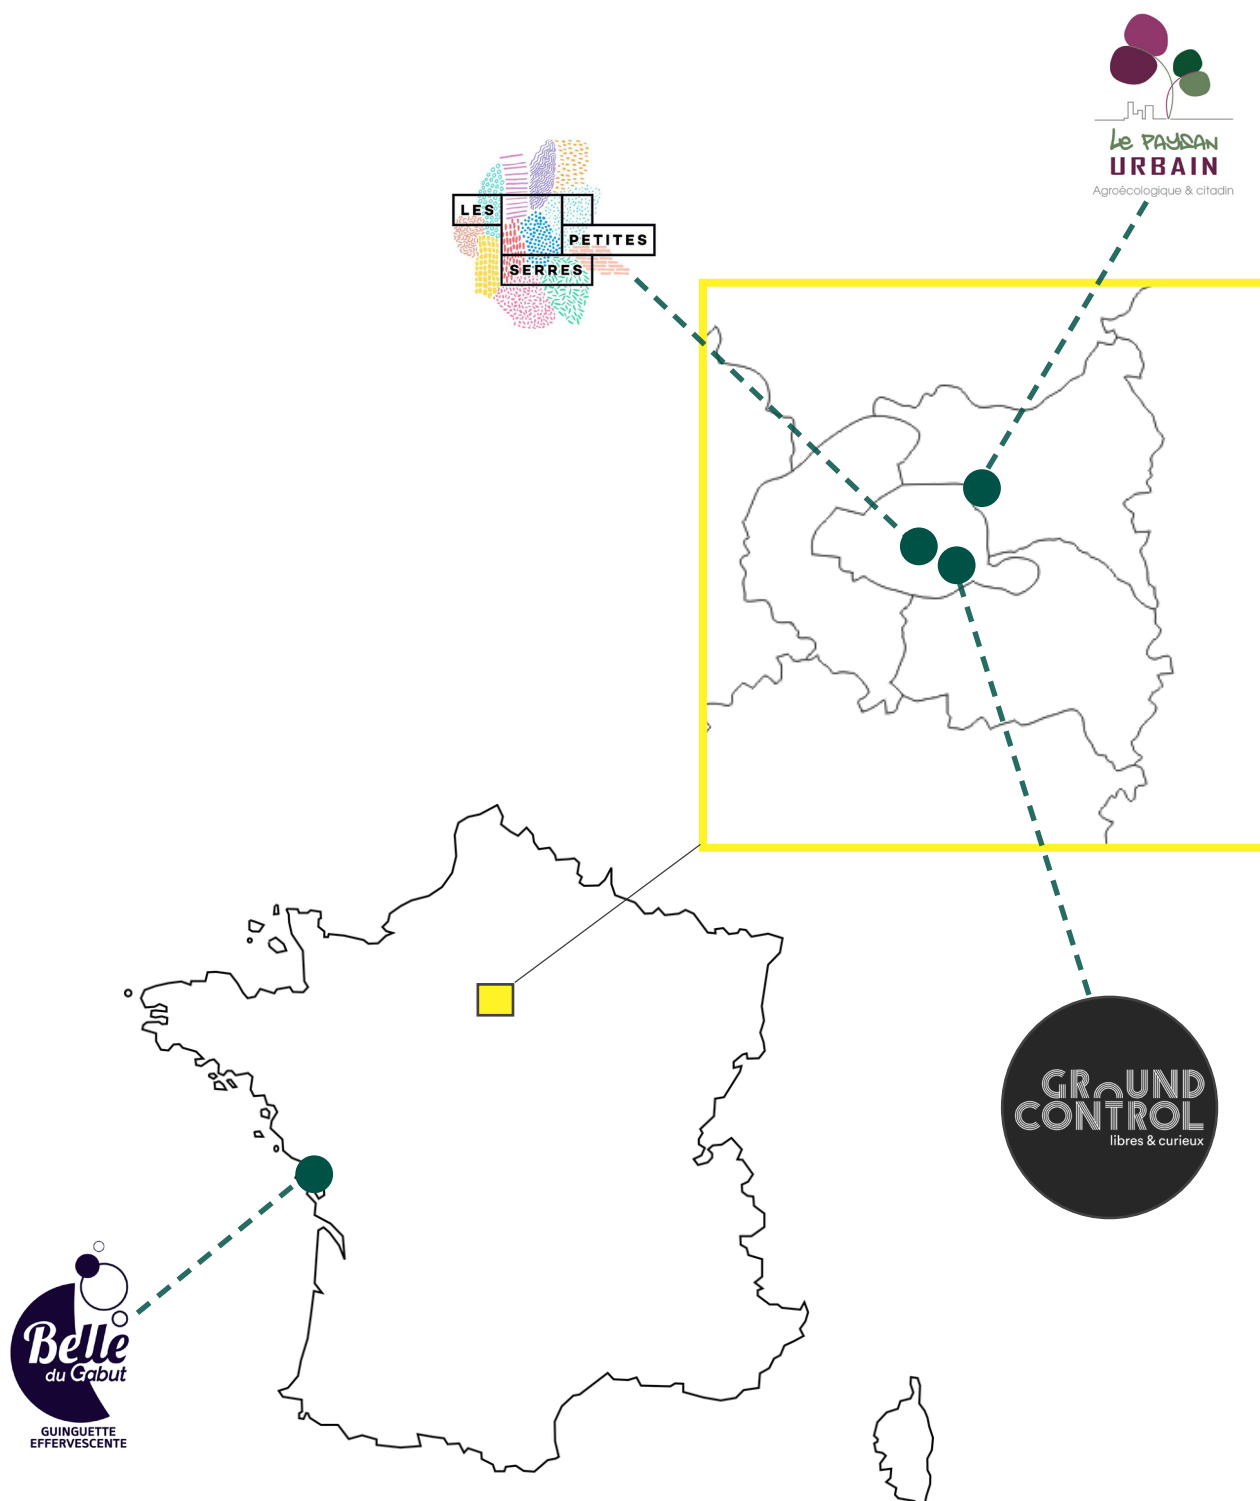 Le PAYSAN
URBAIN
Agroécologique & citadin
LES
PETITES
SERRES
GROUND
CONTROL
libres & curieux
Belle
du Gabut
GUINGUETTE
EFFERVESCENTE